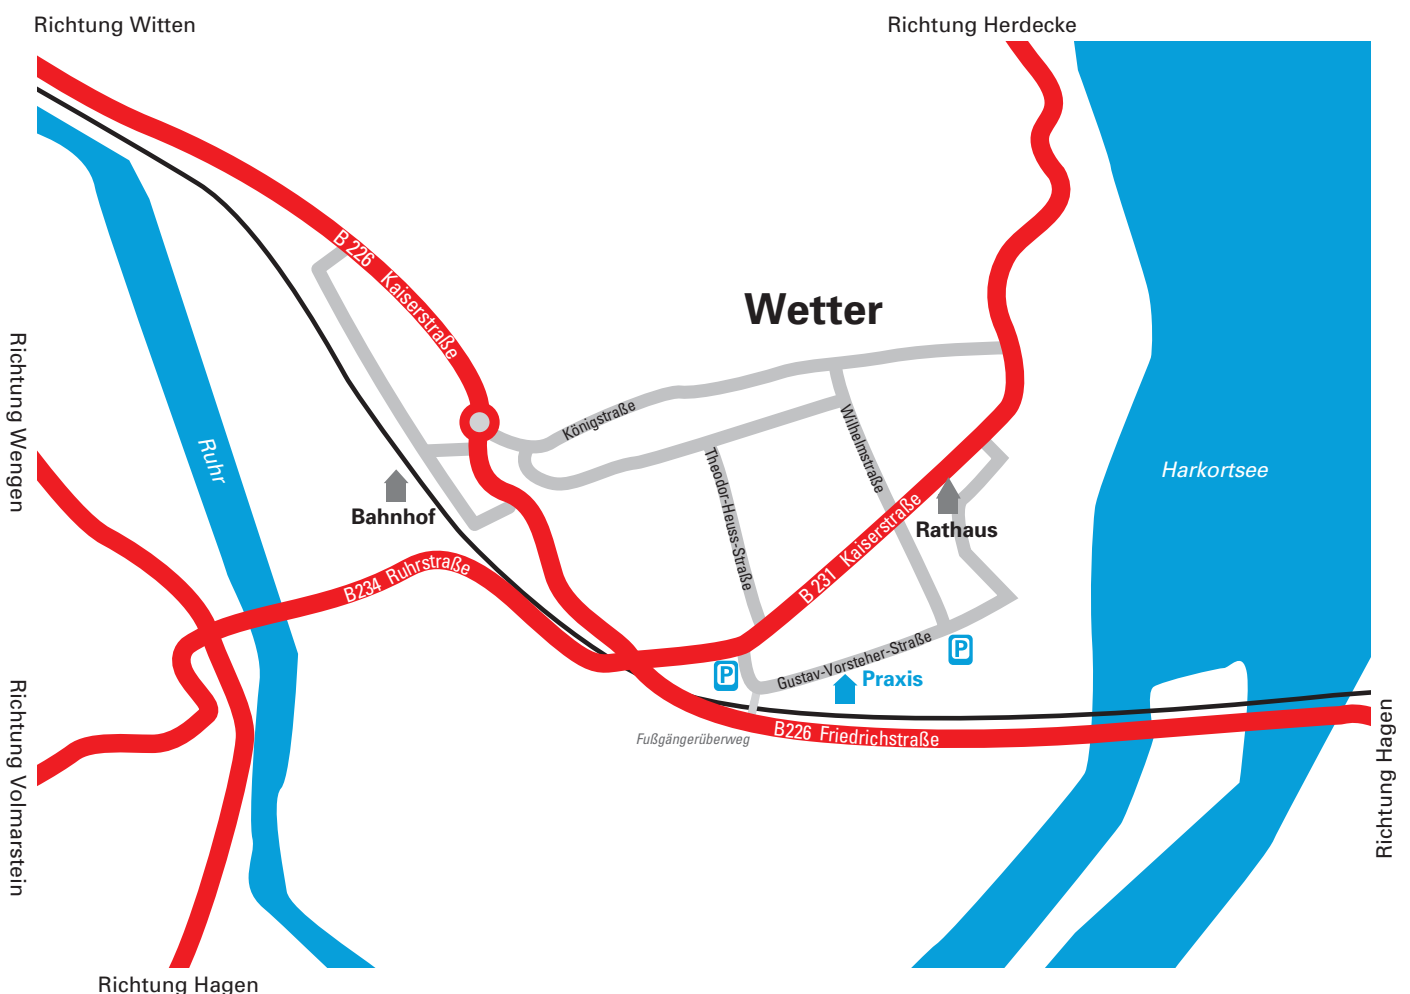 Richtung Witten
Richtung Herdecke
B 226 Kaiserstraße
Wetter
Richtung Wengen
Königstraße
Wilhelmstraße
Theodor-Heuss-Straße
Ruhr
Harkortsee
Bahnhof
Rathaus
B 231 Kaiserstraße
B234 Ruhrstraße
P
Gustav-Vorsteher-Straße
P
Praxis
Fußgängerüberweg
B226 Friedrichstraße
Richtung Volmarstein
Richtung Hagen
Richtung Hagen